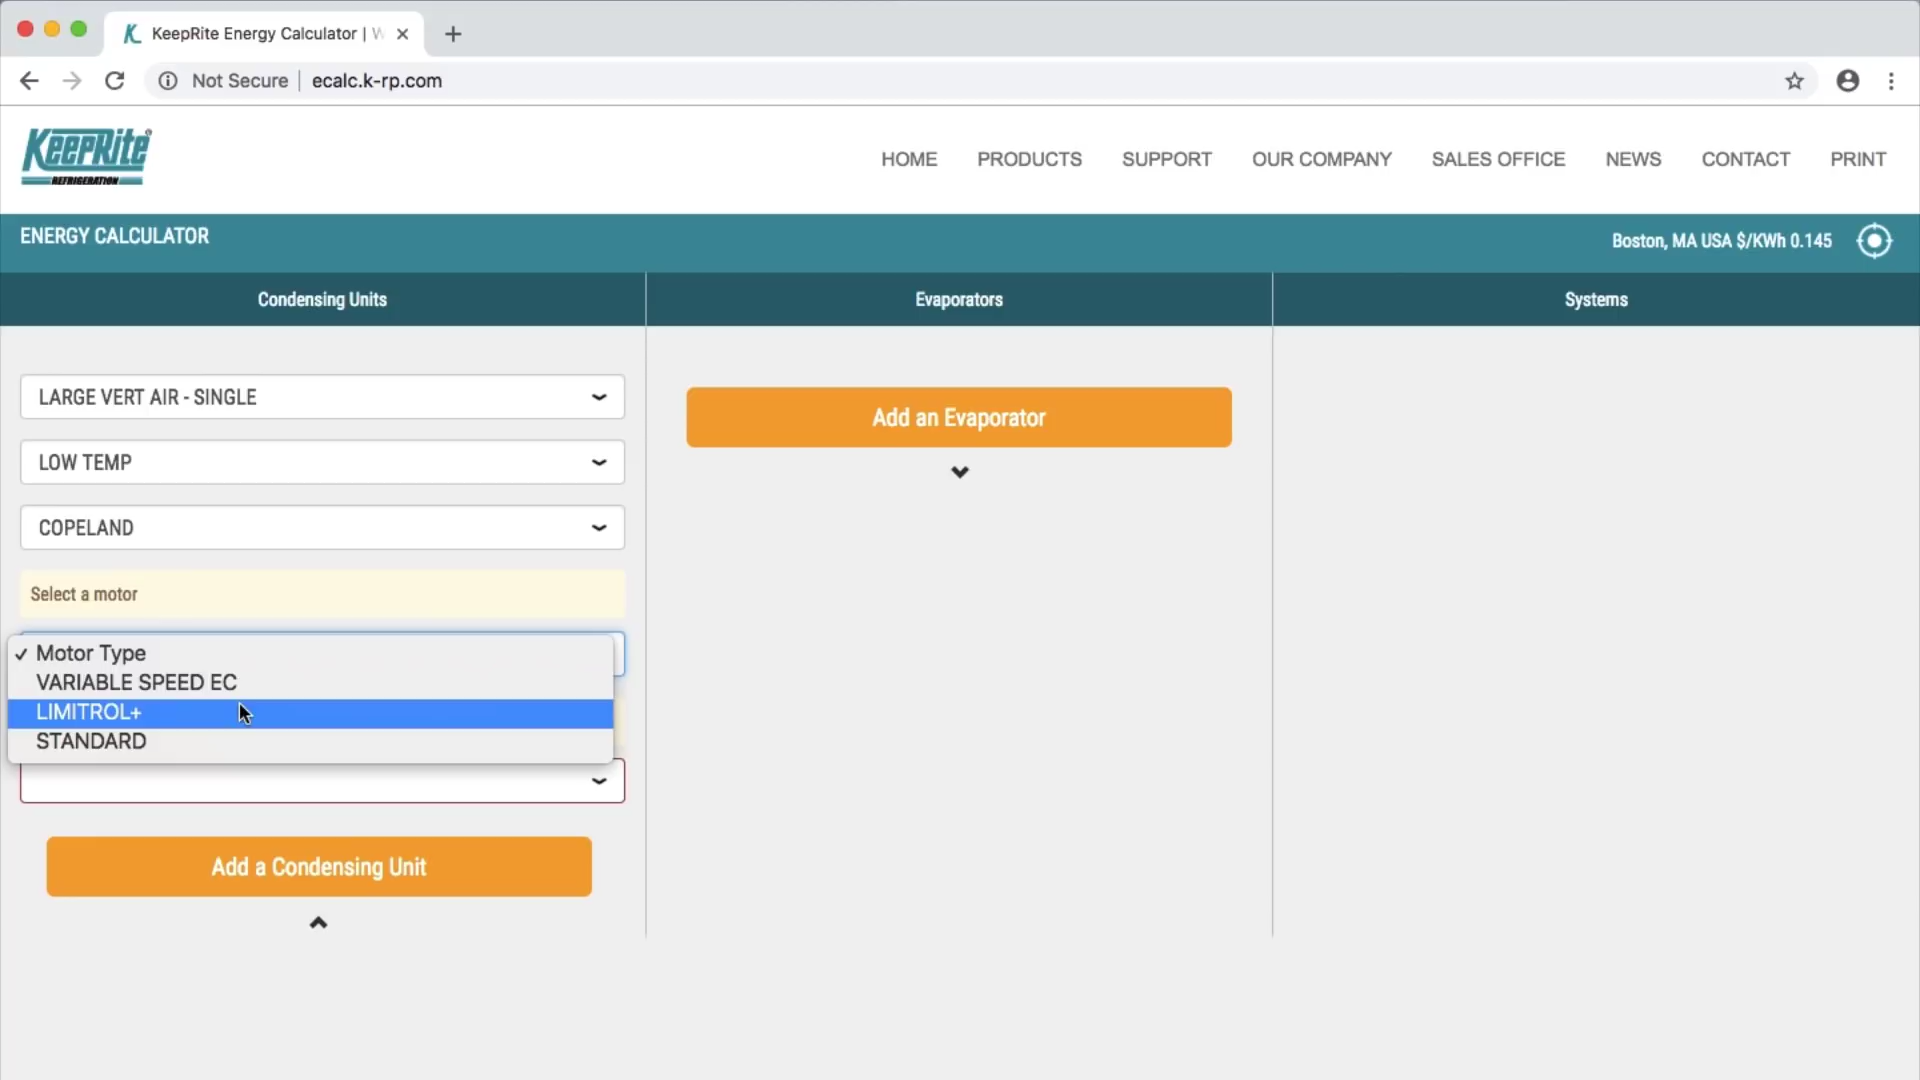 KeepRite Energy Calculator |
Not Secure | ecalc.k-rp.com
KeepRite®
REFRIGERATION
HOME PRODUCTS SUPPORT OUR COMPANY SALES OFFICE NEWS CONTACT PRINT
ENERGY CALCULATOR
Boston, MA USA $/KWh 0.145
Condensing Units
Evaporators
Systems
LARGE VERT AIR - SINGLE
LOW TEMP
COPELAND
Select a motor
✓ Motor Type
VARIABLE SPEED EC
LIMITROL+
STANDARD
Add a Condensing Unit
Add an Evaporator